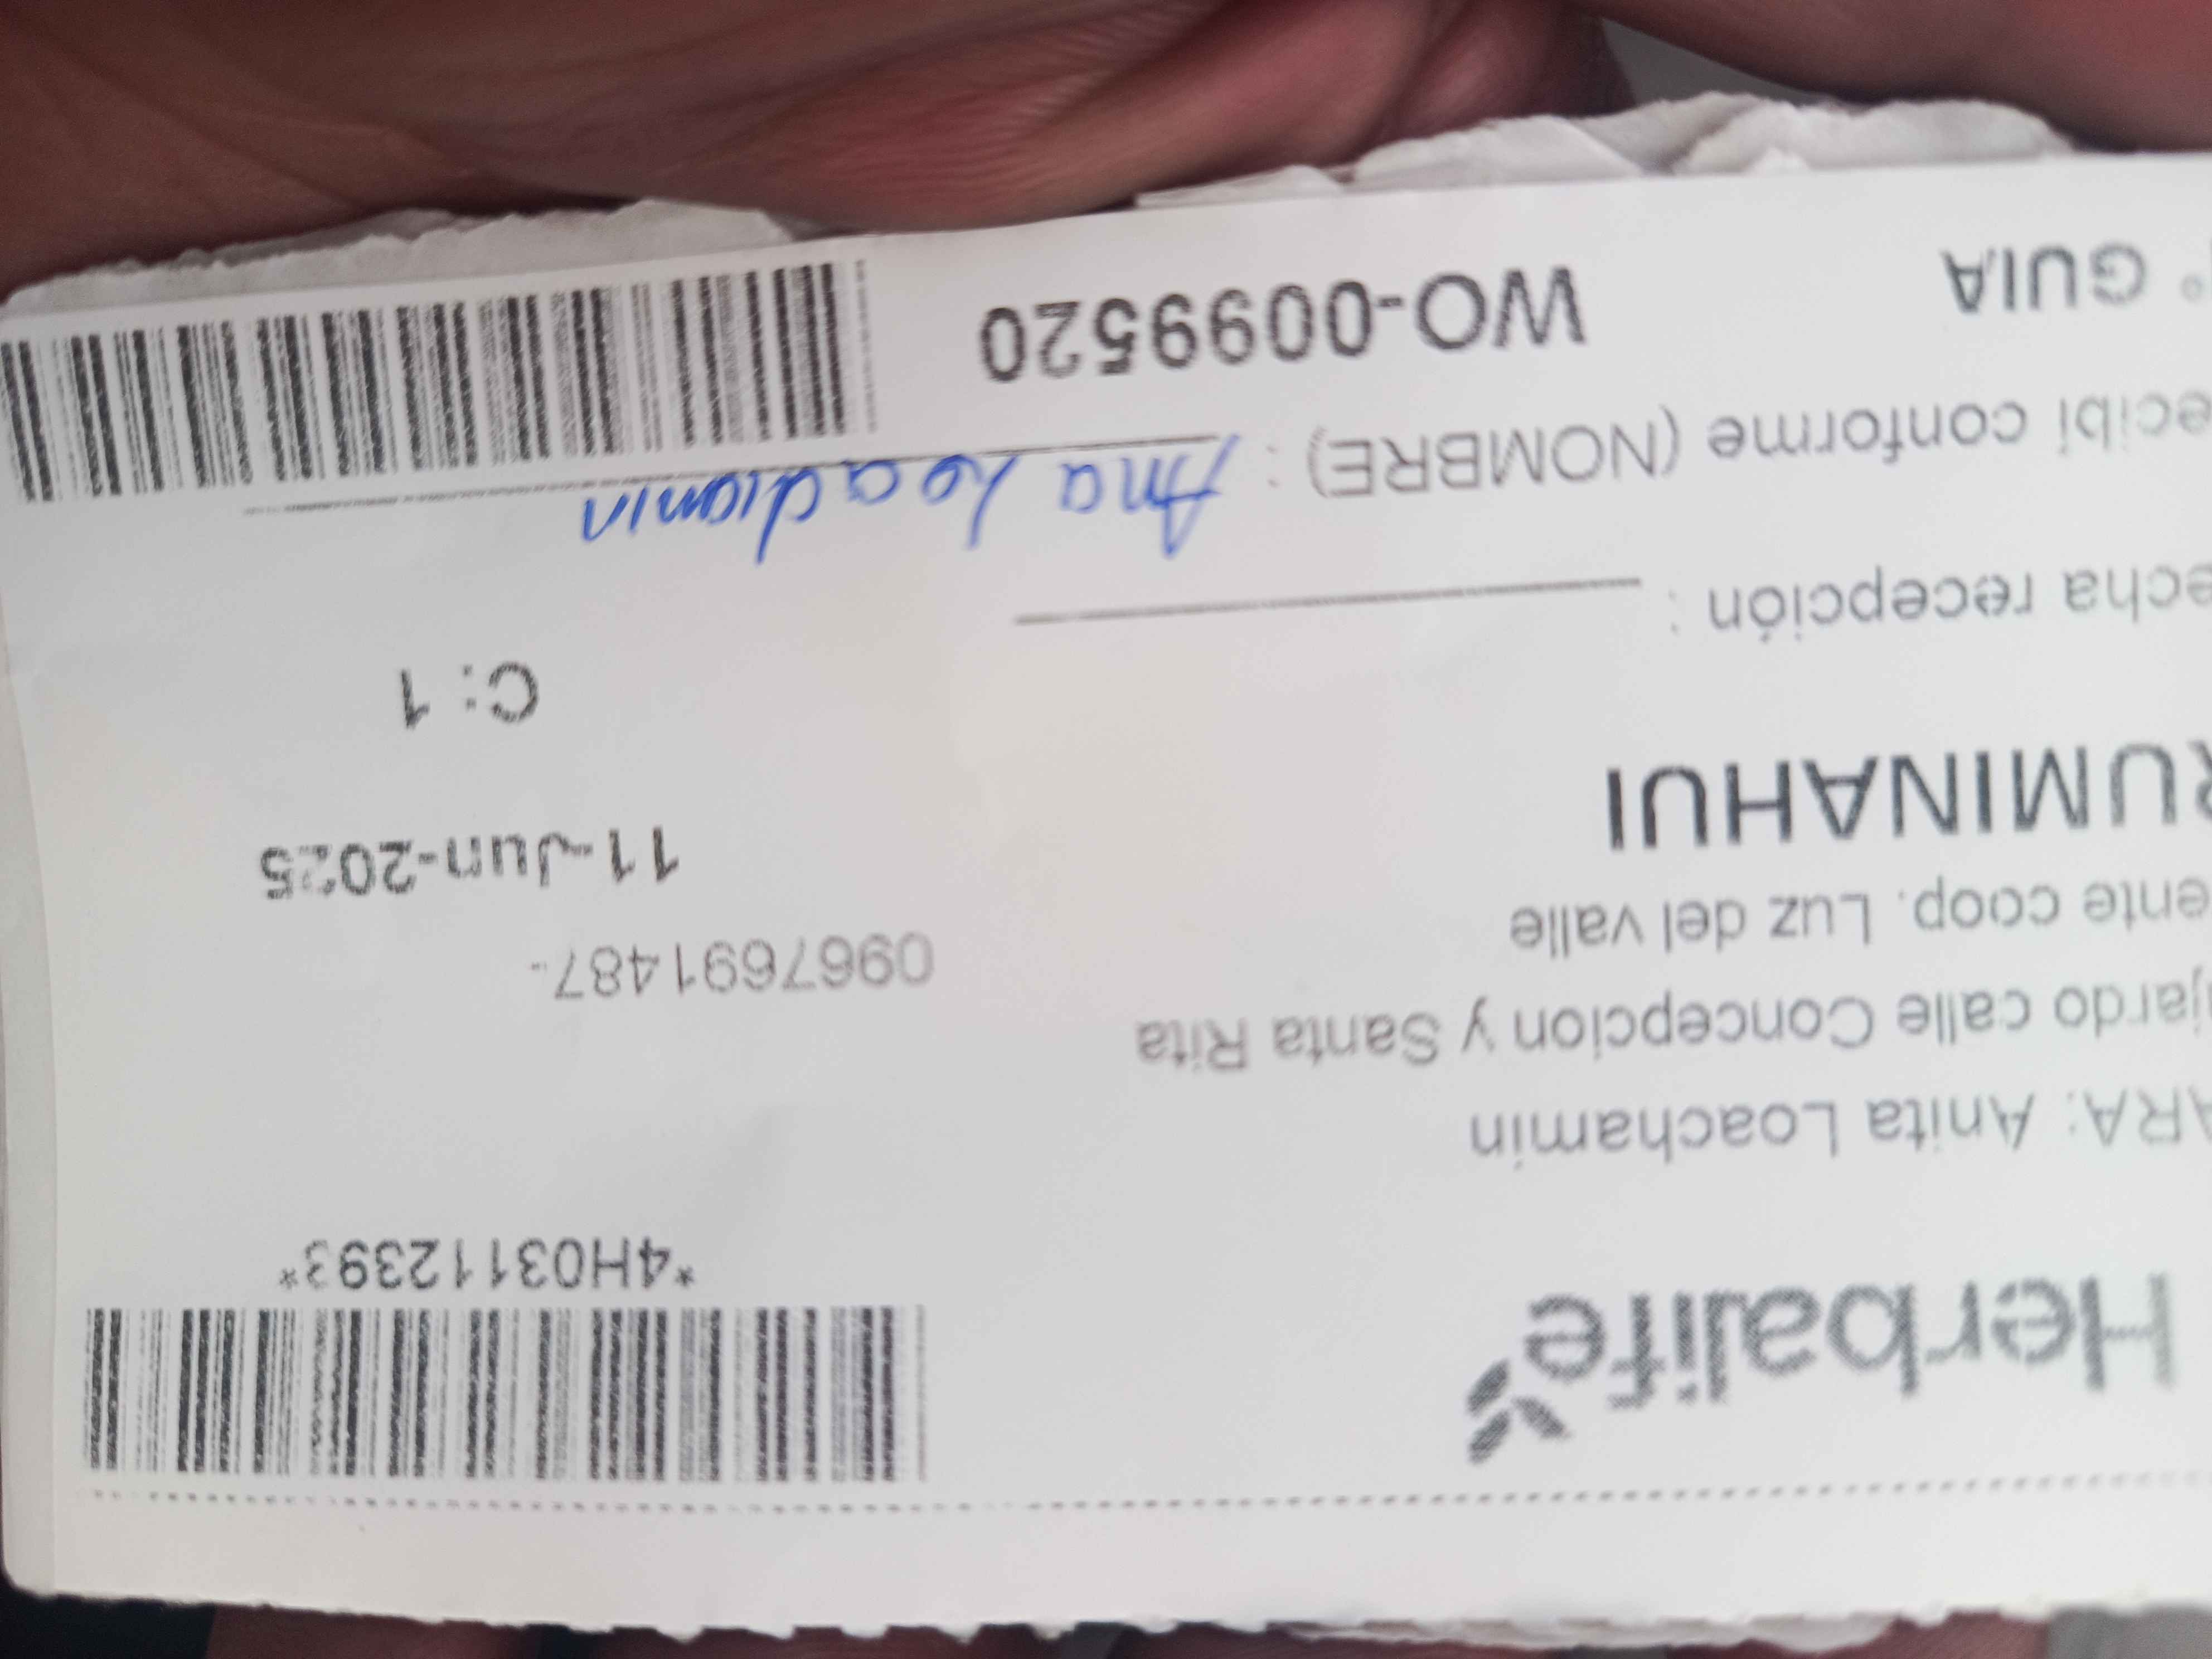 Herbalife
*4H03112393*
ARA: Anita Loachamin
jardo calle Concepcion y Santa Rita
0967691487--
ente coop. Luz del valle
11-Jun-2025
RUMINAHUI
C: 1
echa recepción :
ecibí conforme (NOMBRE) : Ana Loachamin
° GUIA WO-0099520